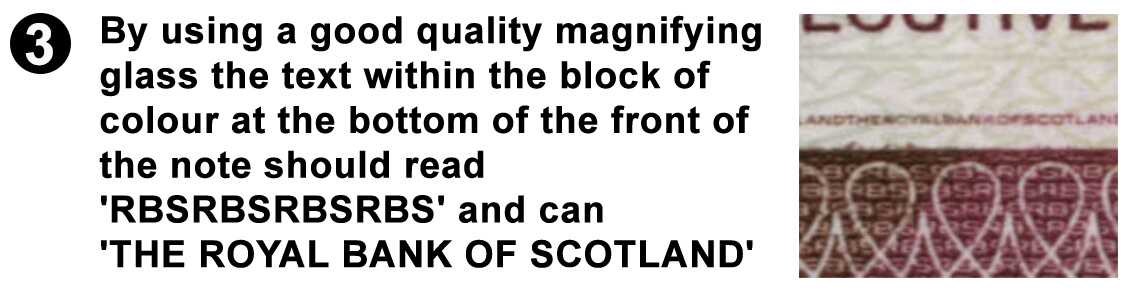 3
By using a good quality magnifying
glass the text within the block of
colour at the bottom of the front of
the note should read
'RBSRBSRBSRBS' and can
'THE ROYAL BANK OF SCOTLAND'
LANDTHEROYALBANKOFSCOTLAND